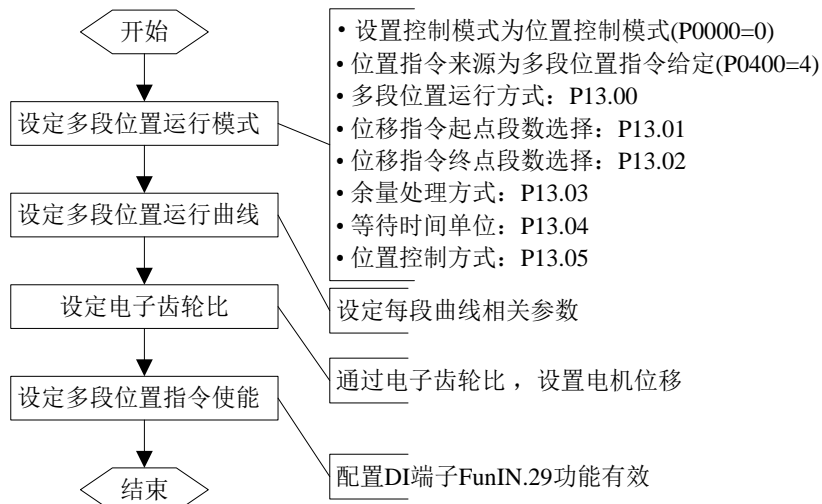 开始
设定多段位置运行模式
• 设置控制模式为位置控制模式(P0000=0)
• 位置指令来源为多段位置指令给定(P0400=4)
• 多段位置运行方式：P13.00
• 位移指令起点段数选择：P13.01
• 位移指令终点段数选择：P13.02
• 余量处理方式：P13.03
• 等待时间单位：P13.04
• 位置控制方式：P13.05
设定多段位置运行曲线
设定每段曲线相关参数
设定电子齿轮比
通过电子齿轮比，设置电机位移
设定多段位置指令使能
配置DI端子FunIN.29功能有效
结束